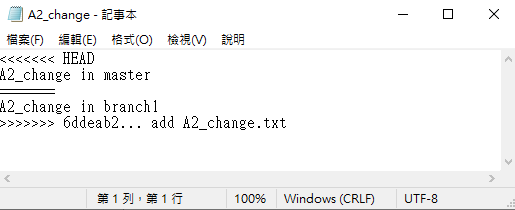 A2_change - 記事本
檔案(F) 編輯(E) 格式(O) 檢視(V) 說明
<<<<<<< HEAD
A2_change in master
=======
A2_change in branch1
>>>>>>> 6ddeab2... add A2_change.txt
第 1 列，第 1 行 100% Windows (CRLF) UTF-8